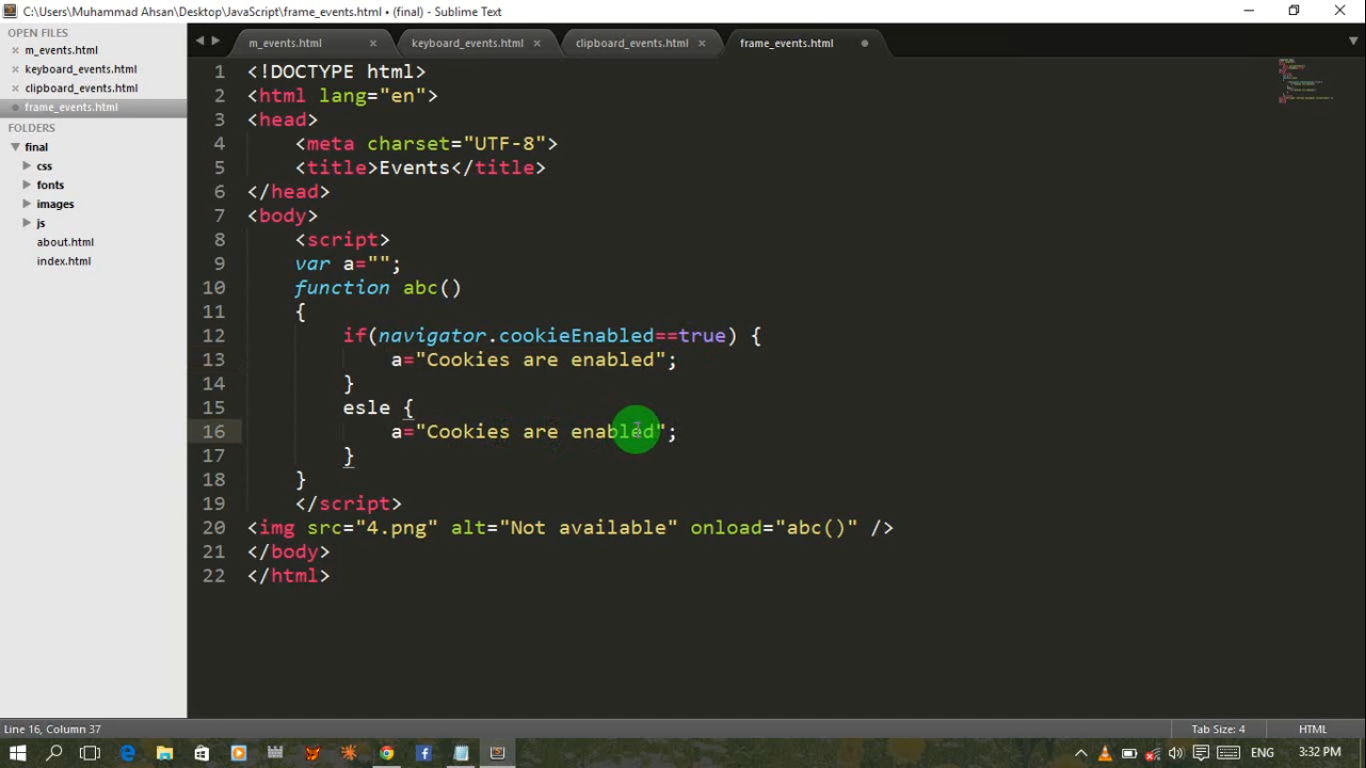 C:\Users\Muhammad Ahsan\Desktop\JavaScript\frame_events.html • (final) - Sublime Text
OPEN FILES
m_events.html
keyboard_events.html
clipboard_events.html
frame_events.html
FOLDERS
final
css
fonts
images
js
about.html
index.html
m_events.html keyboard_events.html clipboard_events.html frame_events.html
1 <!DOCTYPE html>
2 <html lang="en">
3 <head>
4 <meta charset="UTF-8">
5 <title>Events</title>
6 </head>
7 <body>
8 <script>
9 var a="";
10 function abc()
11 {
12 if(navigator.cookieEnabled==true) {
13 a="Cookies are enabled";
14 }
15 esle {
16 a="Cookies are enabled";
17 }
18 }
19 </script>
20 <img src="4.png" alt="Not available" onload="abc()" />
21 </body>
22 </html>
Line 16, Column 37 Tab Size: 4 HTML
ENG 3:32 PM